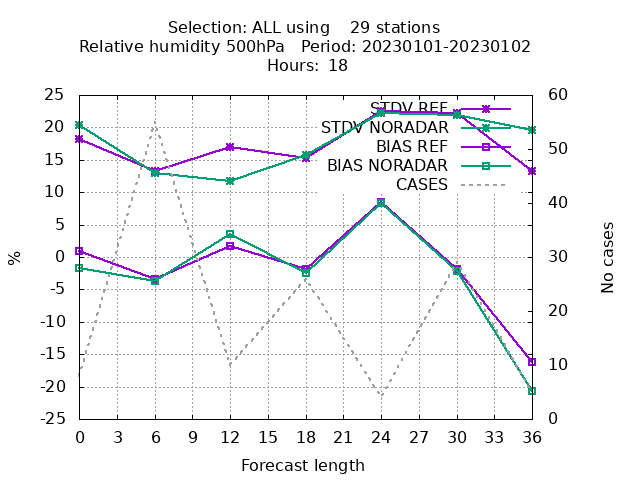 Selection: ALL using    29 stations
Relative humidity 500hPa   Period: 20230101-20230102
Hours:  18
STDV REF
STDV NORADAR
BIAS REF
BIAS NORADAR
CASES
25
20
15
10
5
0
-5
-10
-15
-20
-25
%
60
50
40
30
20
10
0
No cases
0 3 6 9 12 15 18 21 24 27 30 33 36
Forecast length